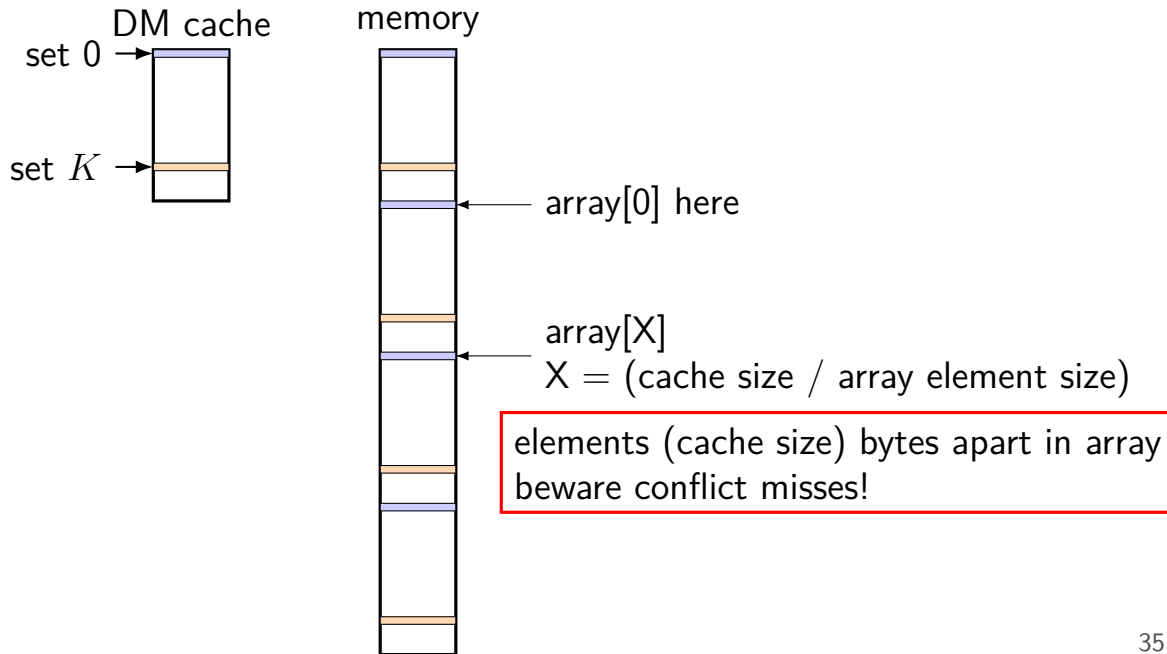 DM cache
memory
set 0
set K
array[0] here
array[X]
X = (cache size / array element size)
elements (cache size) bytes apart in array
beware conflict misses!
35